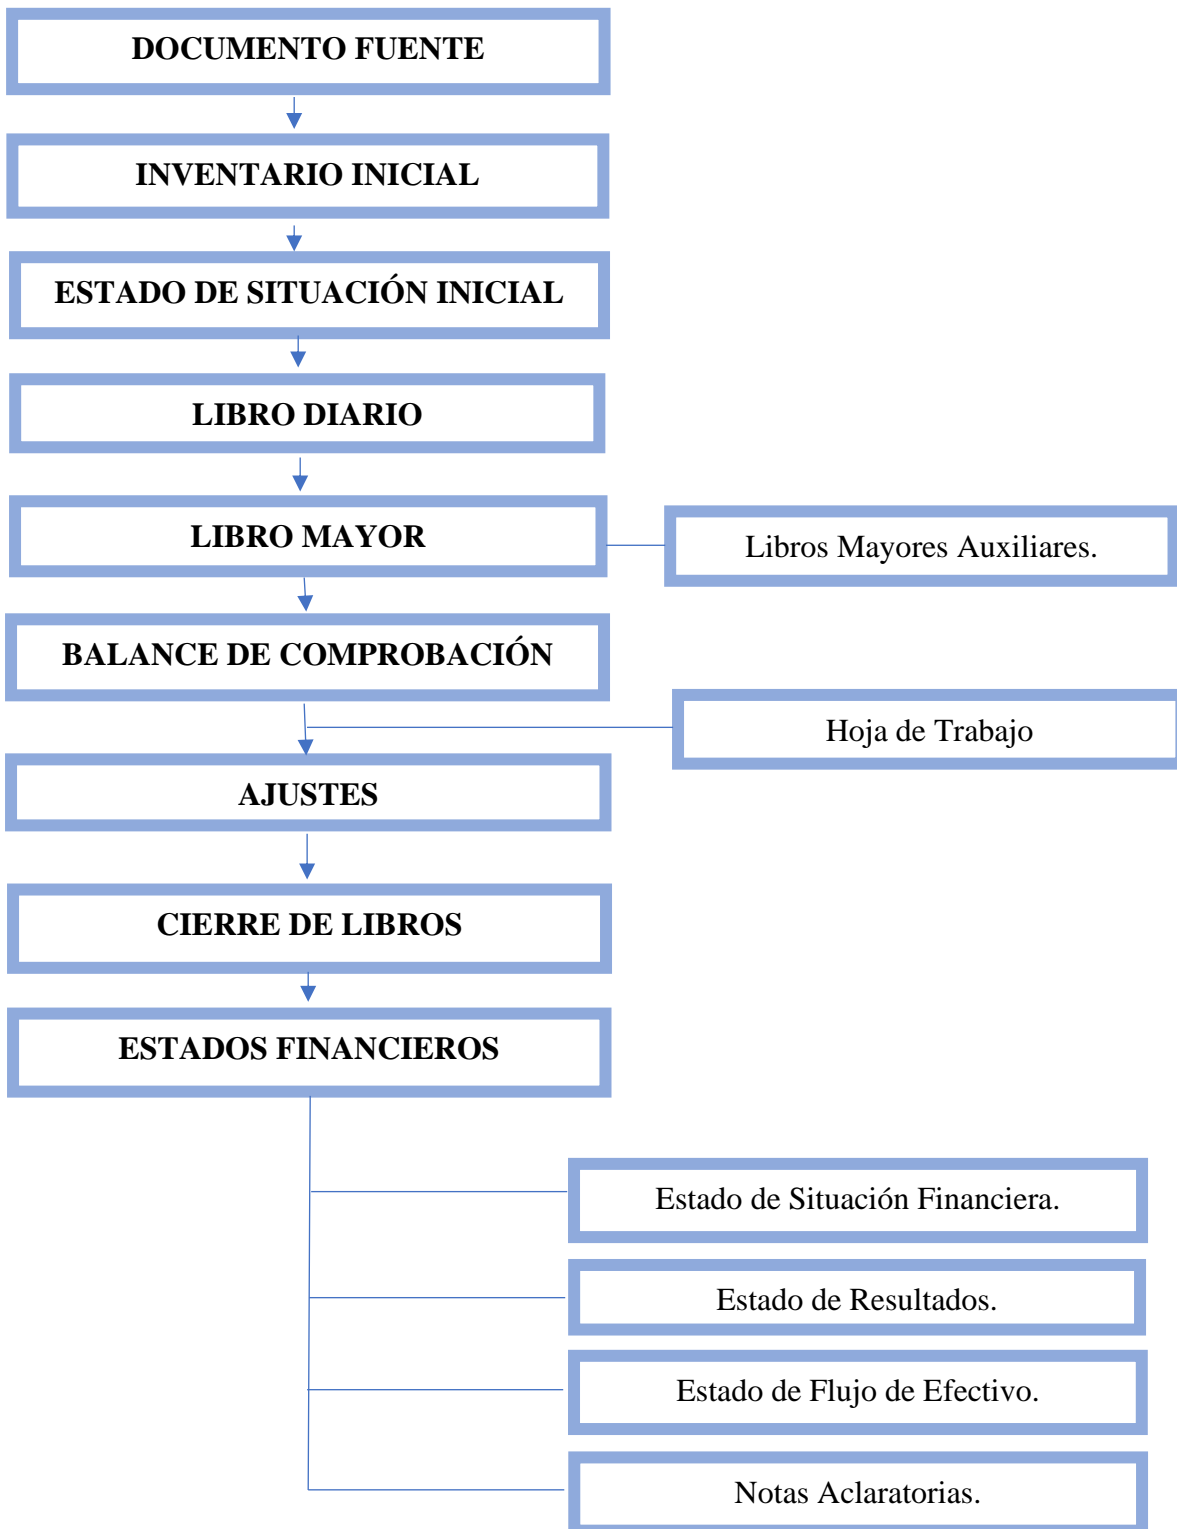 DOCUMENTO FUENTE
INVENTARIO INICIAL
ESTADO DE SITUACIÓN INICIAL
LIBRO DIARIO
LIBRO MAYOR
Libros Mayores Auxiliares.
BALANCE DE COMPROBACIÓN
Hoja de Trabajo
AJUSTES
CIERRE DE LIBROS
ESTADOS FINANCIEROS
Estado de Situación Financiera.
Estado de Resultados.
Estado de Flujo de Efectivo.
Notas Aclaratorias.